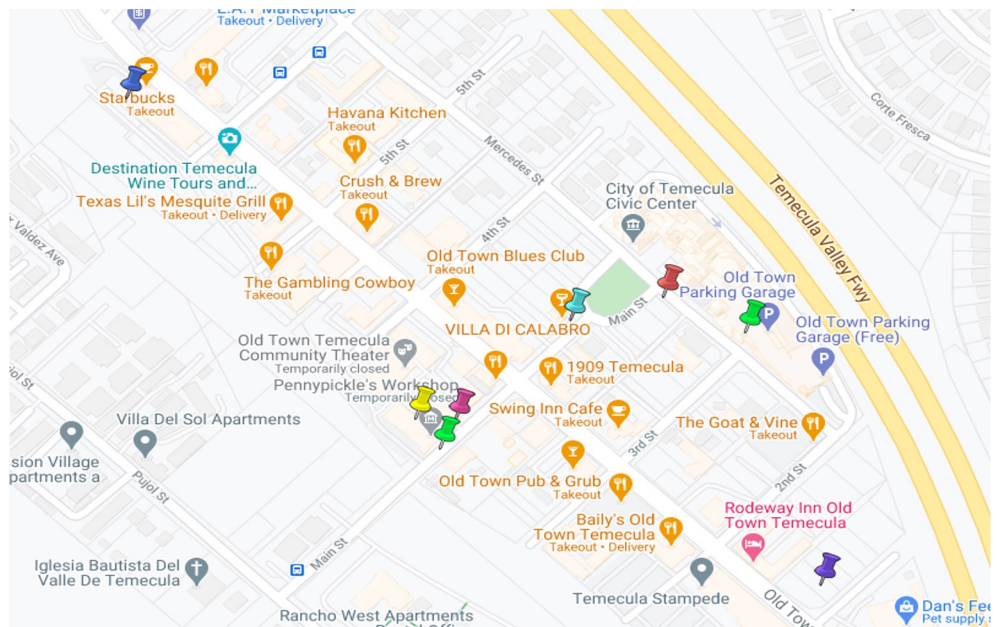 E.A.T Marketplace
Takeout • Delivery
Starbucks
Takeout
5th St
Havana Kitchen
Takeout
5th St
Mercedes St
Corte Fresca
Destination Temecula
Wine Tours and...
Crush & Brew
Takeout
City of Temecula
Civic Center
Temecula Valley Fwy
Texas Lil's Mesquite Grill
Takeout • Delivery
4th St
Valdez Ave
Old Town Blues Club
Takeout
The Gambling Cowboy
Takeout
Old Town
Parking Garage
P
Main St
VILLA DI CALABRO
Old Town Parking
Garage (Free)
P
Old Town Temecula
Community Theater
Temporarily closed
1909 Temecula
Takeout
Pennypickle's Workshop
Temporarily closed
Pujol St
Villa Del Sol Apartments
Swing Inn Cafe
Takeout
The Goat & Vine
Takeout
3rd St
sion Village
partments a
Pujol St
Old Town Pub & Grub
Takeout
2nd St
Baily's Old
Town Temecula
Takeout • Delivery
Rodeway Inn Old
Town Temecula
Main St
Iglesia Bautista Del
Valle De Temecula
Temecula Stampede
Old Tow
Rancho West Apartments
Dan's Fee
Pet supply s